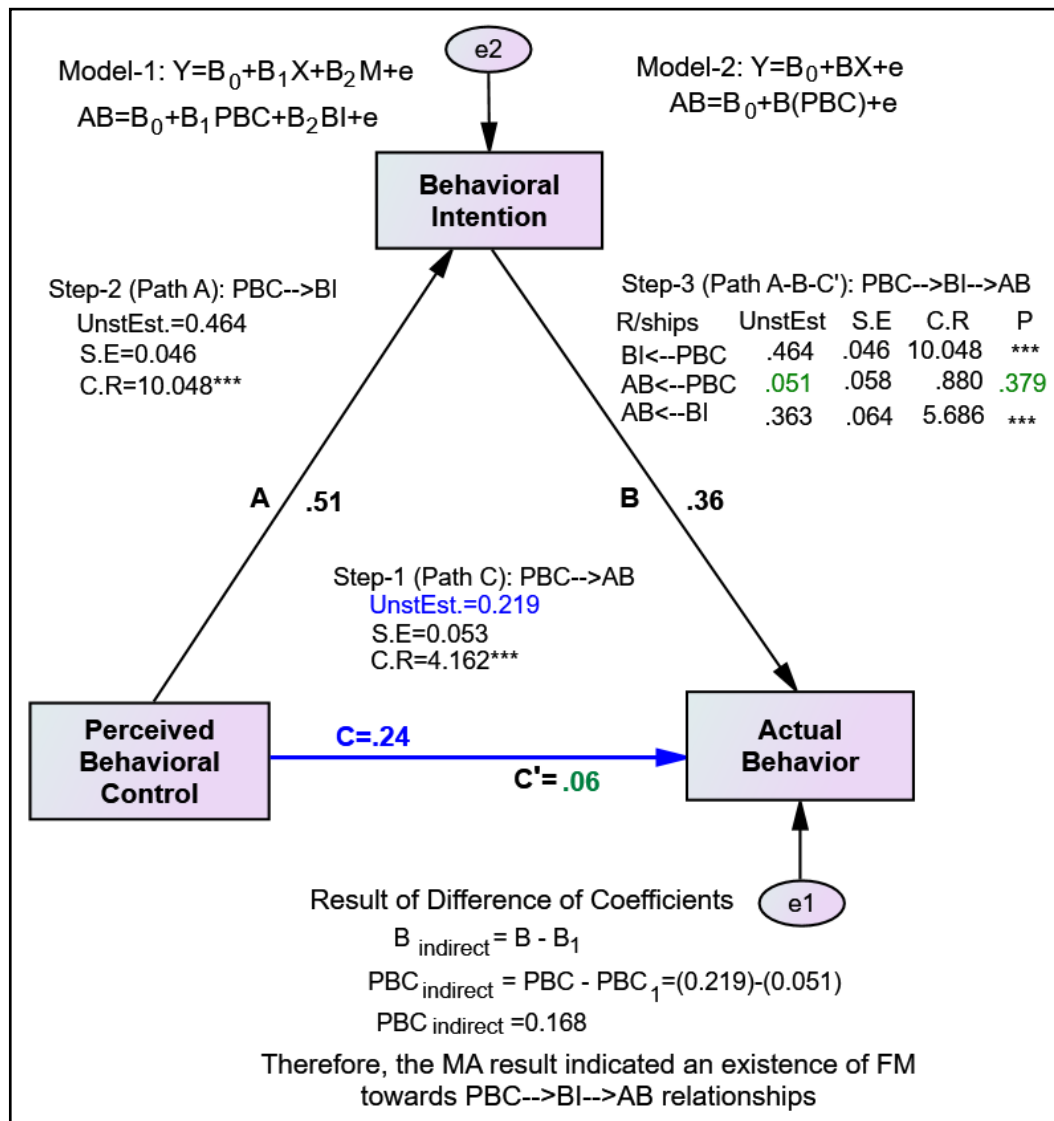 e2
Model-1: Y=B0+B1X+B2M+e
AB=B0+B1PBC+B2BI+e
Model-2: Y=B0+BX+e
AB=B0+B(PBC)+e
Behavioral
Intention
Step-2 (Path A): PBC-->BI
UnstEst.=0.464
S.E=0.046
C.R=10.048***
Step-3 (Path A-B-C'): PBC-->BI-->AB
R/ships UnstEst S.E C.R P
BI<--PBC .464 .046 10.048 ***
AB<--PBC .051 .058 .880 .379
AB<--BI .363 .064 5.686 ***
A .51
B .36
Step-1 (Path C): PBC-->AB
UnstEst.=0.219
S.E=0.053
C.R=4.162***
Perceived
Behavioral
Control
C=.24
C'= .06
Actual
Behavior
e1
Result of Difference of Coefficients
B indirect = B - B1
PBC indirect = PBC - PBC1=(0.219)-(0.051)
PBC indirect =0.168
Therefore, the MA result indicated an existence of FM
towards PBC-->BI-->AB relationships